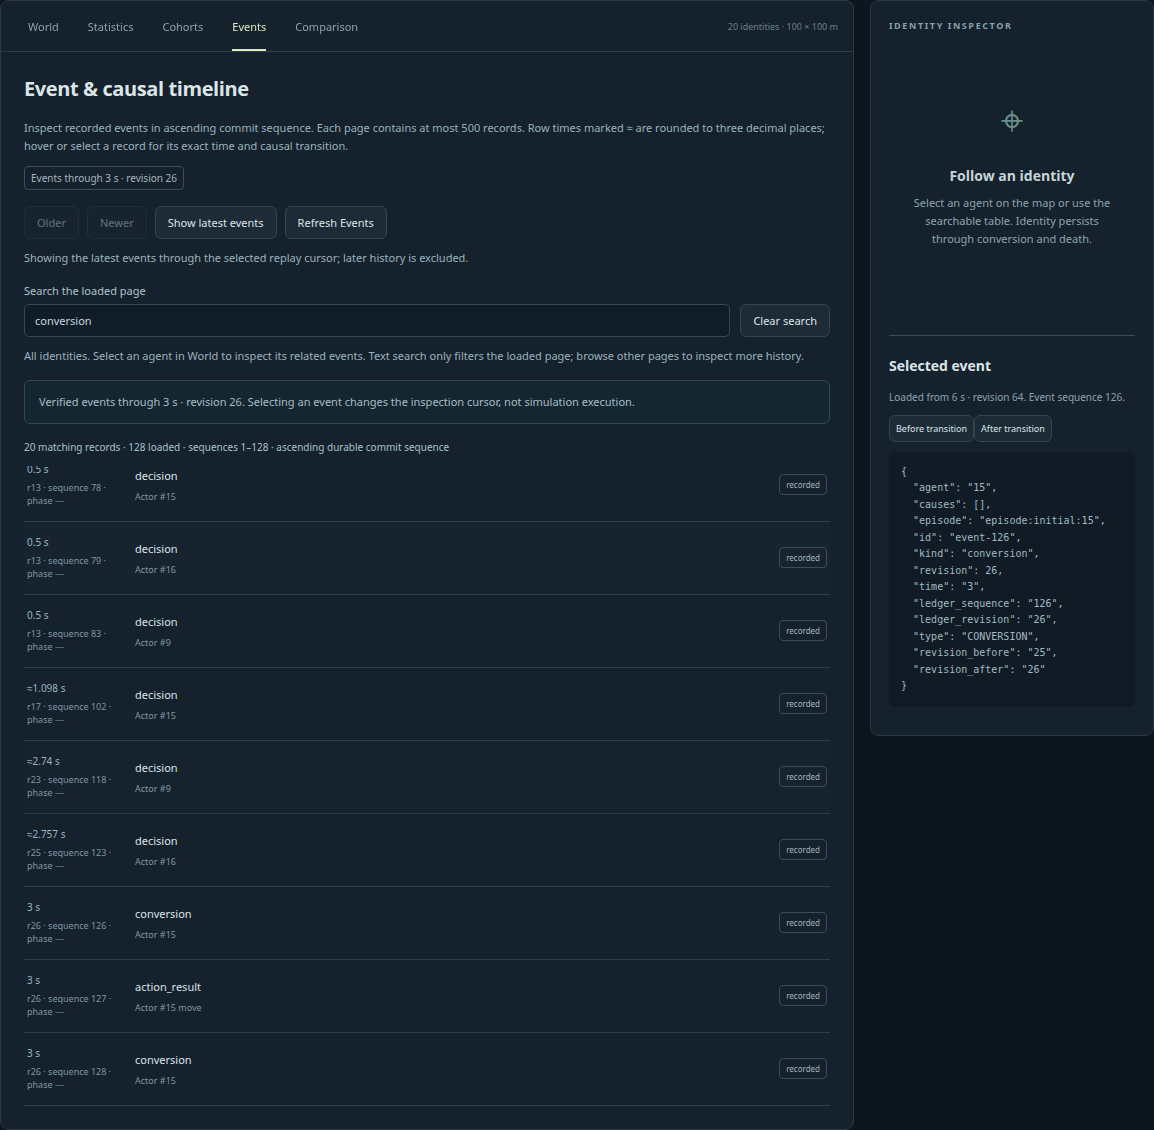 World Statistics Cohorts Events Comparison 20 identities · 100 × 100 m
Event & causal timeline
Inspect recorded events in ascending commit sequence. Each page contains at most 500 records. Row times marked ≈ are rounded to three decimal places;
hover or select a record for its exact time and causal transition.
Events through 3 s · revision 26
Older Newer Show latest events Refresh Events
Showing the latest events through the selected replay cursor; later history is excluded.
Search the loaded page
conversion Clear search
All identities. Select an agent in World to inspect its related events. Text search only filters the loaded page; browse other pages to inspect more history.
Verified events through 3 s · revision 26. Selecting an event changes the inspection cursor, not simulation execution.
20 matching records · 128 loaded · sequences 1–128 · ascending durable commit sequence
0.5 s
decision
r13 · sequence 78 ·
phase —
Actor #15
recorded
0.5 s
decision
r13 · sequence 79 ·
phase —
Actor #16
recorded
0.5 s
decision
r13 · sequence 83 ·
phase —
Actor #9
recorded
≈1.098 s
decision
r17 · sequence 102 ·
phase —
Actor #15
recorded
≈2.74 s
decision
r23 · sequence 118 ·
phase —
Actor #9
recorded
≈2.757 s
decision
r25 · sequence 123 ·
phase —
Actor #16
recorded
3 s
conversion
r26 · sequence 126 ·
phase —
Actor #15
recorded
3 s
action_result
r26 · sequence 127 ·
phase —
Actor #15 move
recorded
3 s
conversion
r26 · sequence 128 ·
phase —
Actor #15
recorded
IDENTITY INSPECTOR
Follow an identity
Select an agent on the map or use the
searchable table. Identity persists
through conversion and death.
Selected event
Loaded from 6 s · revision 64. Event sequence 126.
Before transition After transition
{
"agent": "15",
"causes": [],
"episode": "episode:initial:15",
"id": "event-126",
"kind": "conversion",
"revision": 26,
"time": "3",
"ledger_sequence": "126",
"ledger_revision": "26",
"type": "CONVERSION",
"revision_before": "25",
"revision_after": "26"
}